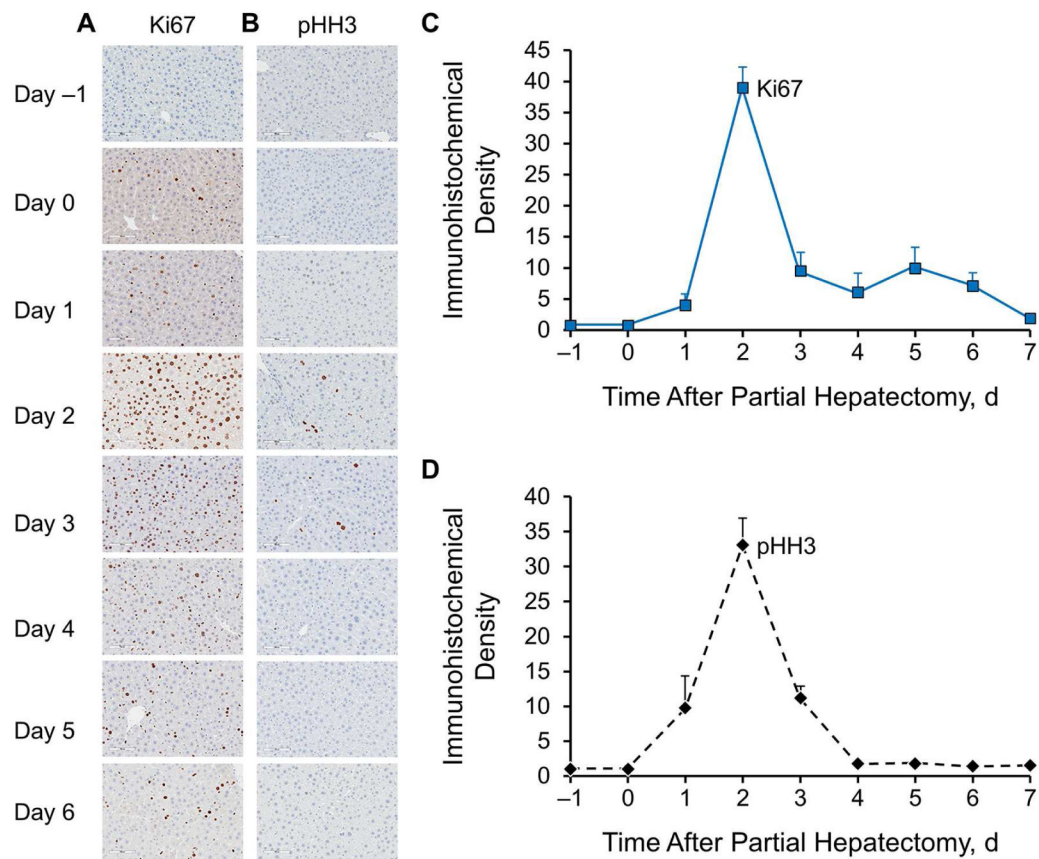 A
Ki67
B
pHH3
Day –1
Day 0
Day 1
Day 2
Day 3
Day 4
Day 5
Day 6
C
Immunohistochemical
Density
45
40
35
30
25
20
15
10
5
0
Ki67
–1 0 1 2 3 4 5 6 7
Time After Partial Hepatectomy, d
D
Immunohistochemical
Density
40
35
30
25
20
15
10
5
0
pHH3
–1 0 1 2 3 4 5 6 7
Time After Partial Hepatectomy, d